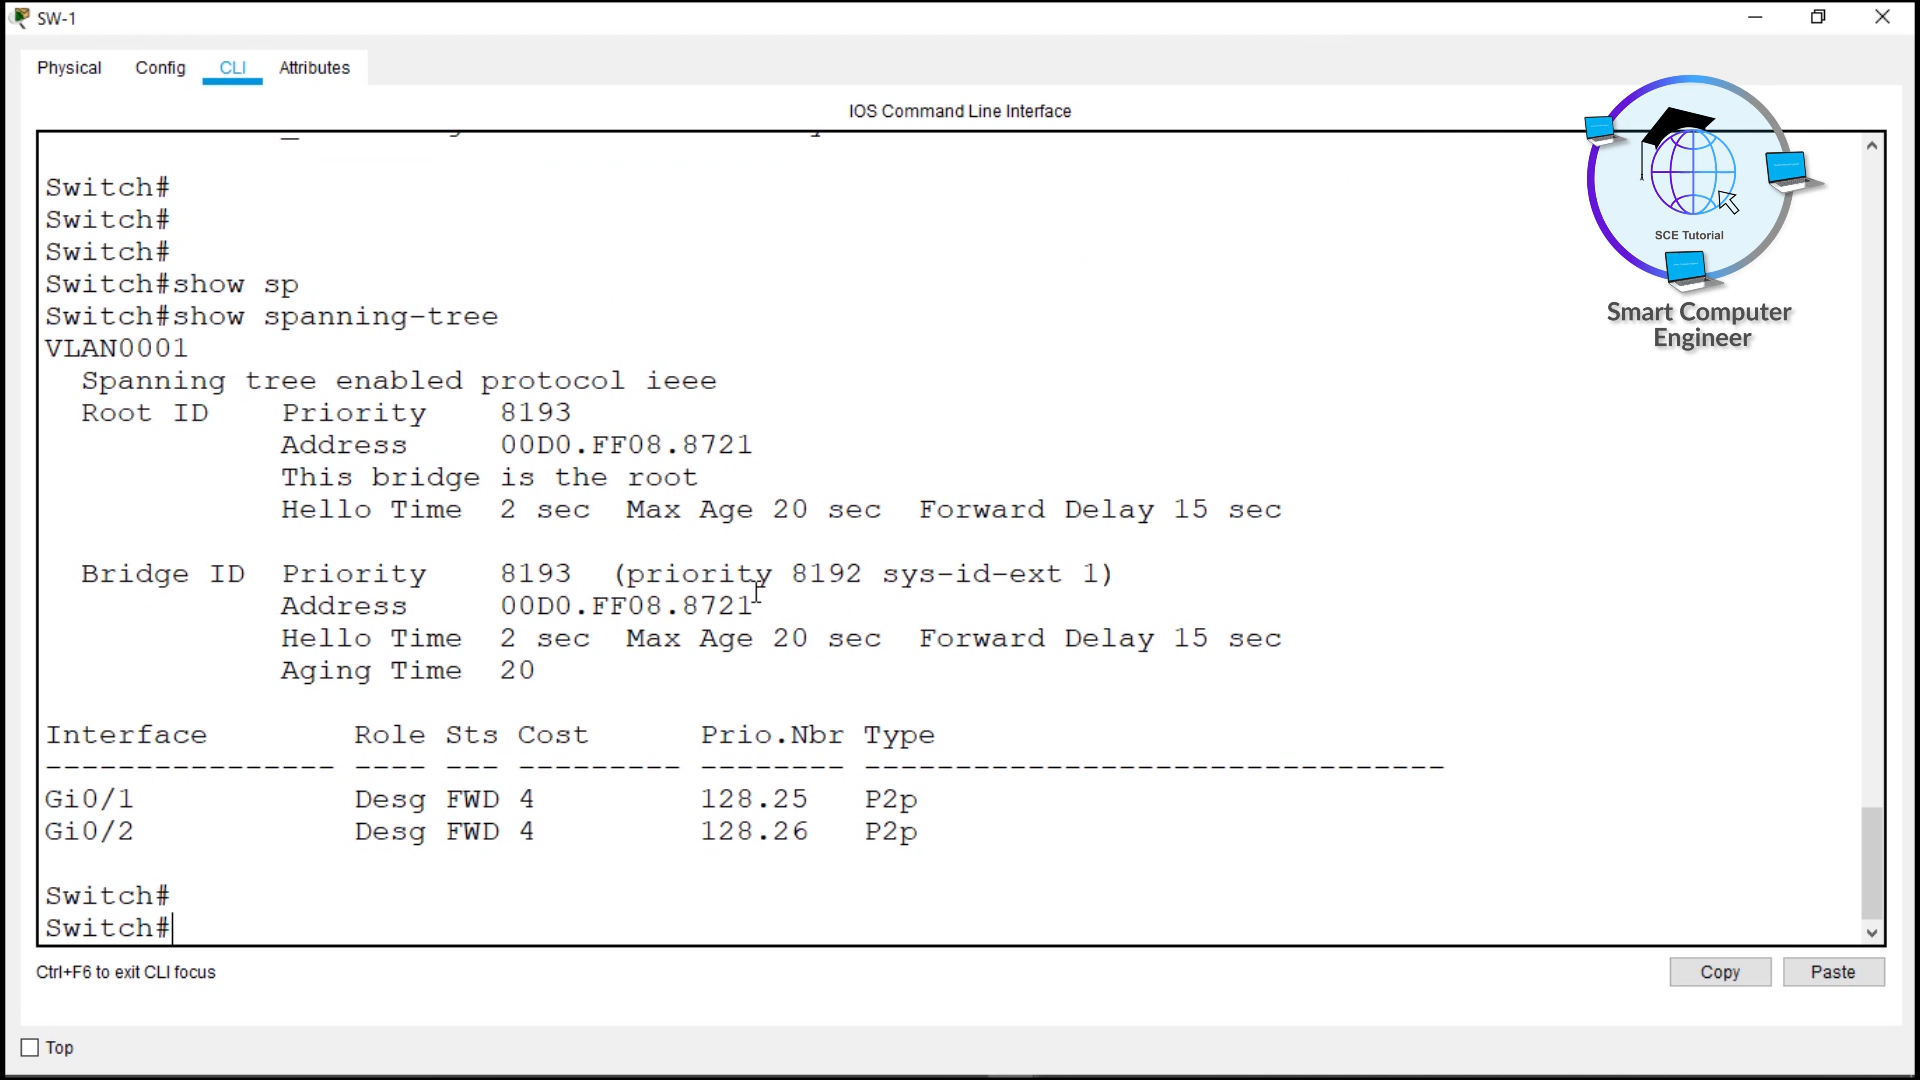 SW-1
Physical Config CLI Attributes
IOS Command Line Interface
Switch#
Switch#
Switch#
Switch#show sp
Switch#show spanning-tree
VLAN0001
Spanning tree enabled protocol ieee
Root ID Priority 8193
Address 00D0.FF08.8721
This bridge is the root
Hello Time 2 sec Max Age 20 sec Forward Delay 15 sec
Bridge ID Priority 8193 (priority 8192 sys-id-ext 1)
Address 00D0.FF08.8721
Hello Time 2 sec Max Age 20 sec Forward Delay 15 sec
Aging Time 20
Interface Role Sts Cost Prio.Nbr Type
---------------- ---- --- --------- -------- --------------------------------
Gi0/1 Desg FWD 4 128.25 P2p
Gi0/2 Desg FWD 4 128.26 P2p
Switch#
Switch#
SCE Tutorial
Smart Computer
Engineer
Ctrl+F6 to exit CLI focus
Copy Paste
Top